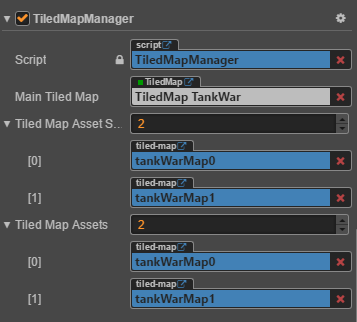 TiledMapManager
script
Script
TiledMapManager
TiledMap
Main Tiled Map
TiledMap TankWar
Tiled Map Asset S...
2
tiled-map
[0]
tankWarMap0
tiled-map
[1]
tankWarMap1
Tiled Map Assets
2
tiled-map
[0]
tankWarMap0
tiled-map
[1]
tankWarMap1